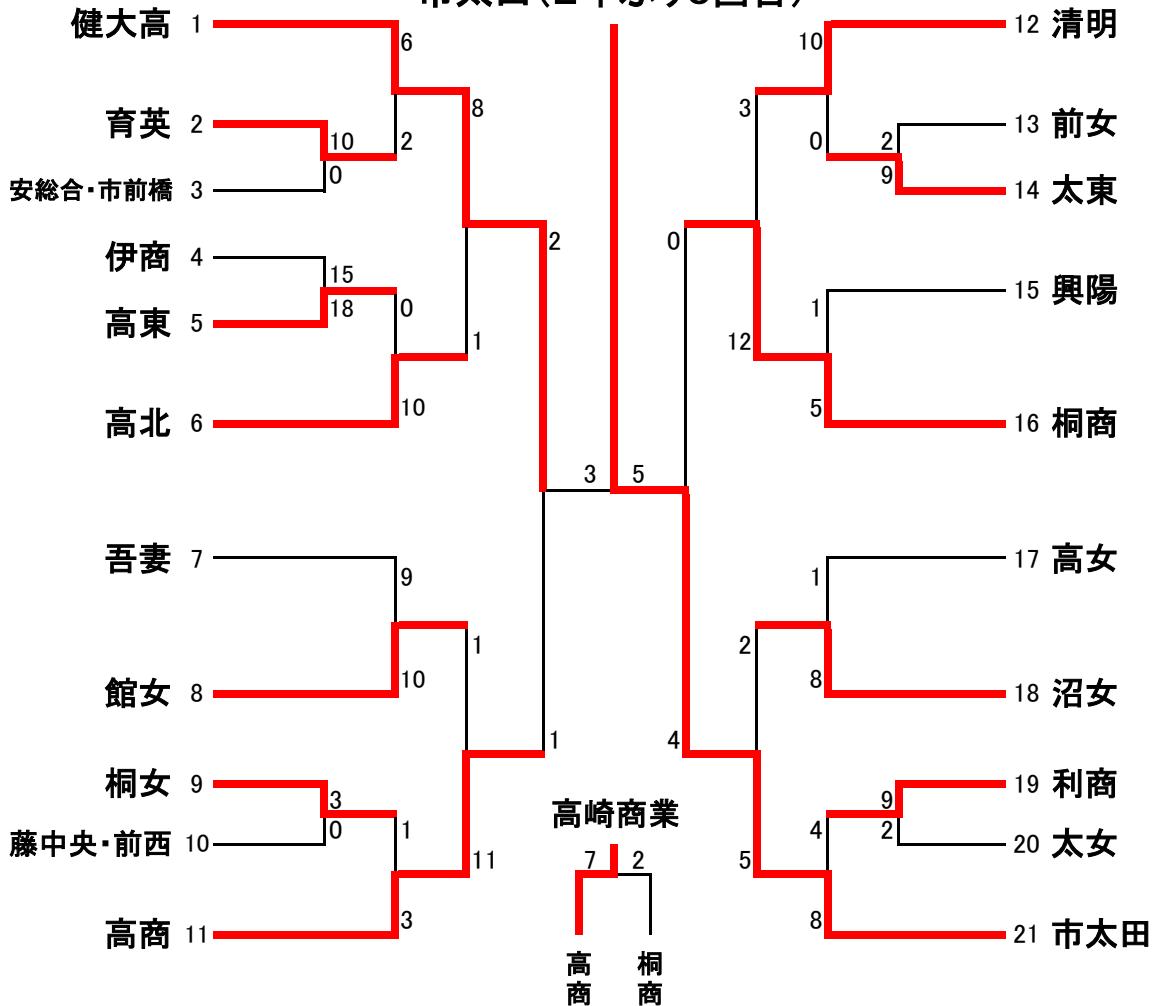 市太田
健大高 1
育英 2
安総合・市前橋 3
伊商 4
高東 5
高北 6
吾妻 7
館女 8
桐女 9
藤中央・前西 10
高商 11
6
10
2
0
15
18
0
10
9
10
3
0
1
3
8
1
1
11
2
1
3
5
0
4
3
12
2
5
10
0
2
9
1
5
1
8
9
4
2
8
12 清明
13 前女
14 太東
15 興陽
16 桐商
17 高女
18 沼女
19 利商
20 太女
21 市太田
高崎商業
7 2
高商
桐商